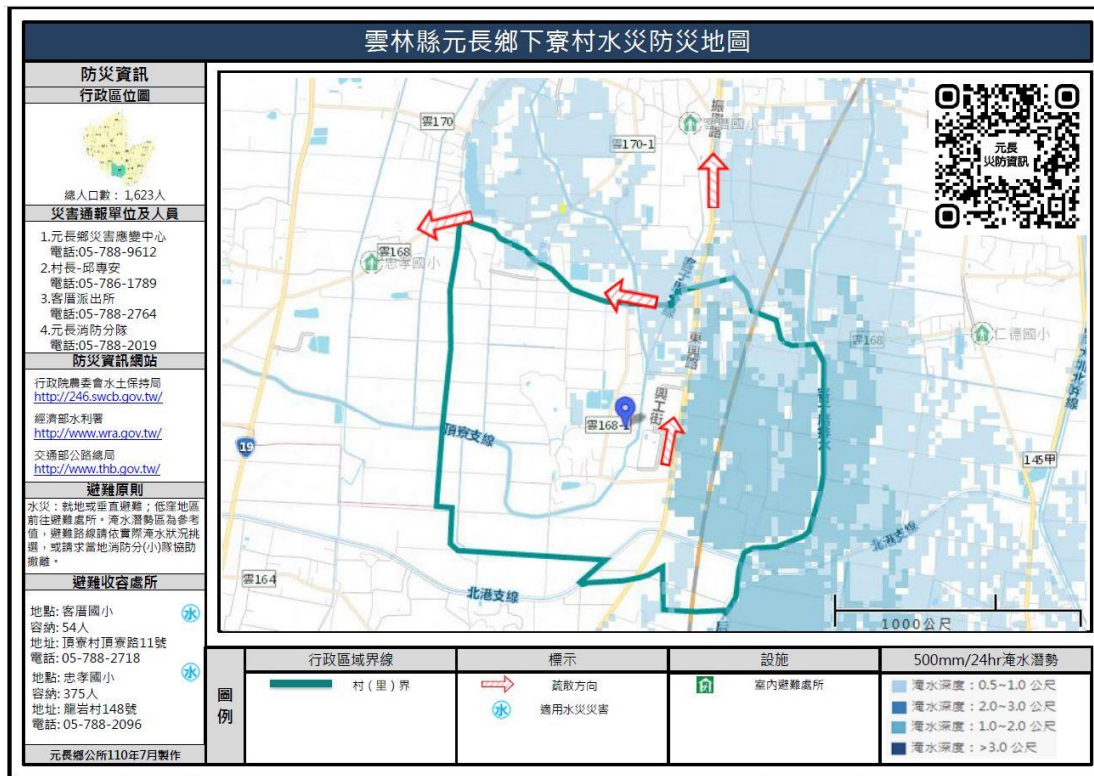 雲林縣元長鄉下寮村水災防災地圖
防災資訊
行政區位圖
總人口數： 1,623人
災害通報單位及人員
1.元長鄉災害應變中心
電話:05-788-9612
2.村長-邱專安
電話:05-786-1789
3.客厝派出所
電話:05-788-2764
4.元長消防分隊
電話:05-788-2019
防災資訊網站
行政院農委會水土保持局
http://246.swcb.gov.tw/
經濟部水利署
http://www.wra.gov.tw/
交通部公路總局
http://www.thb.gov.tw/
避難原則
水災：就地或垂直避難；低窪地區
前往避難處所。淹水潛勢區為參考
值，避難路線請依實際淹水狀況挑
選，或請求當地消防分(小)隊協助
撤離。
避難收容處所
地點: 客厝國小
水
容納: 54人
地址: 頂寮村頂寮路11號
電話: 05-788-2718
地點: 忠孝國小
水
容納: 375人
地址: 龍岩村148號
電話: 05-788-2096
元長鄉公所110年7月製作
雲170
雲170-1
振興路
客厝國小
元長
災防資訊
雲168
忠孝國小
東興路
雲168
仁德國小
興工街
雲168-1
頂寮支線
19
145甲
北港支線
雲164
北港支線
1000公尺
圖例
行政區域界線
村（里）界
標示
疏散方向
水
適用水災災害
設施
室內避難處所
500mm/24hr淹水潛勢
淹水深度：0.5~1.0 公尺
淹水深度：2.0~3.0 公尺
淹水深度：1.0~2.0 公尺
淹水深度：>3.0 公尺